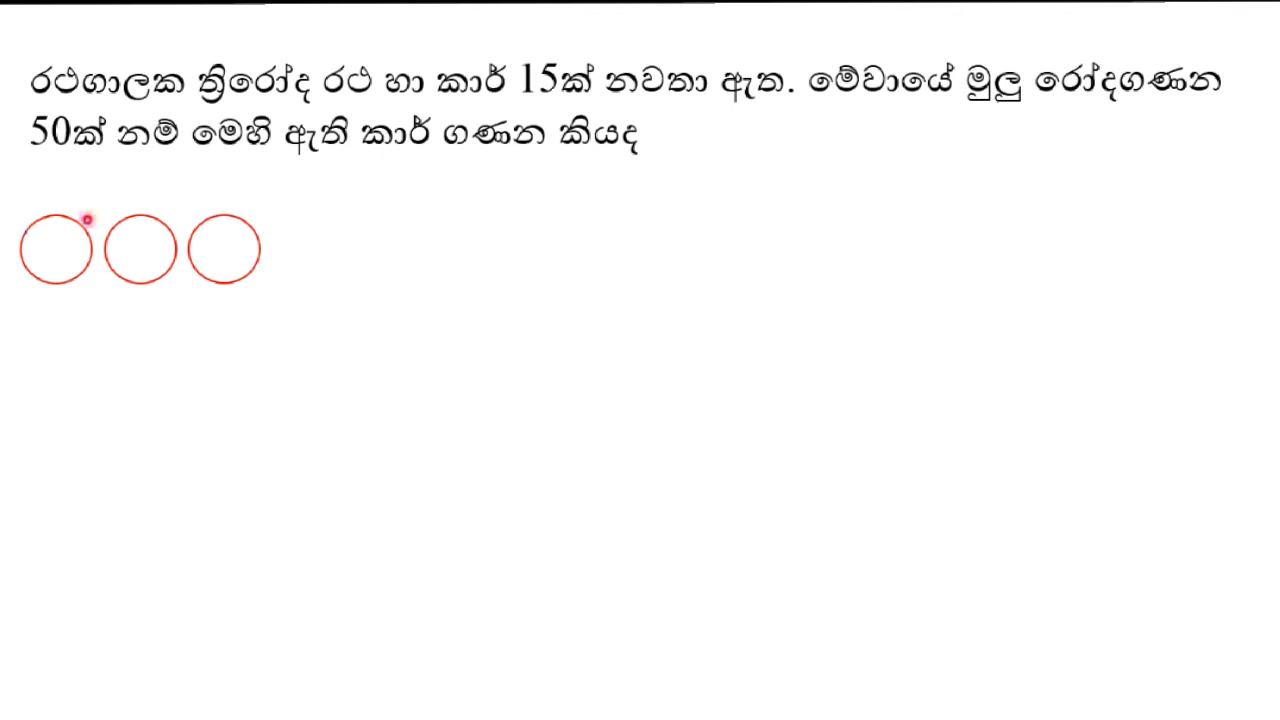 රථගාලක ත්‍රිරෝද රථ හා කාර් 15ක් නවතා ඇත. මේවායේ මුලු රෝදගණන
50ක් නම් මෙහි ඇති කාර් ගණන කියද